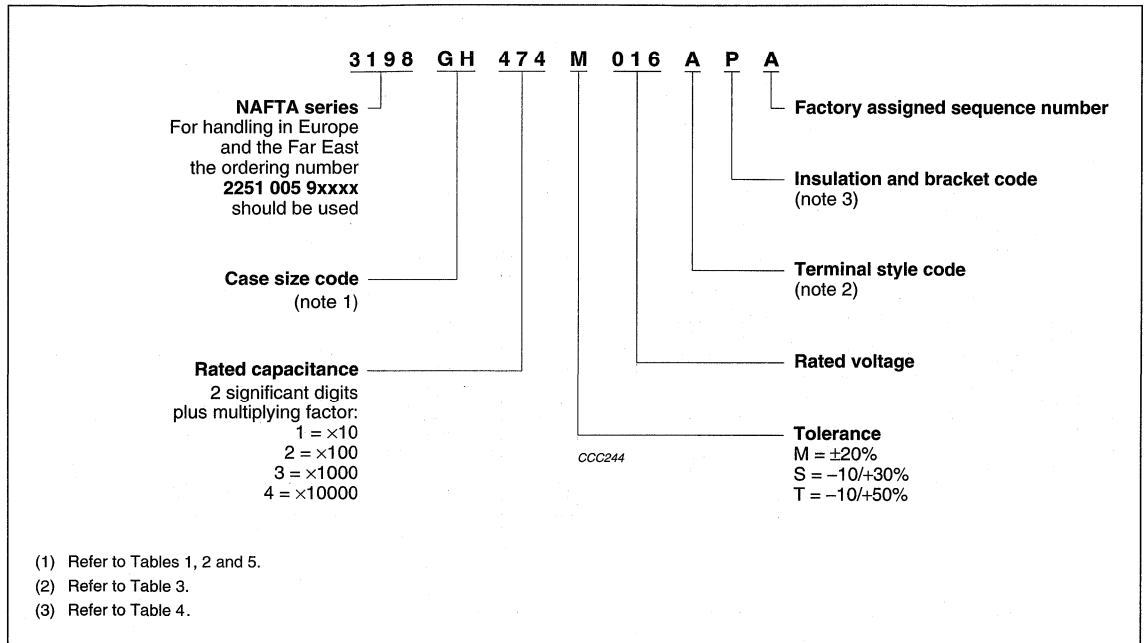 3198 GH 474 M 016 A P A
NAFTA series
For handling in Europe
and the Far East
the ordering number
2251 005 9xxxx
should be used
Case size code
(note 1)
Rated capacitance
2 significant digits
plus multiplying factor:
1 = ×10
2 = ×100
3 = ×1000
4 = ×10000
Factory assigned sequence number
Insulation and bracket code
(note 3)
Terminal style code
(note 2)
Rated voltage
Tolerance
M = ±20%
S = −10/+30%
T = −10/+50%
CCC244
(1) Refer to Tables 1, 2 and 5.
(2) Refer to Table 3.
(3) Refer to Table 4.